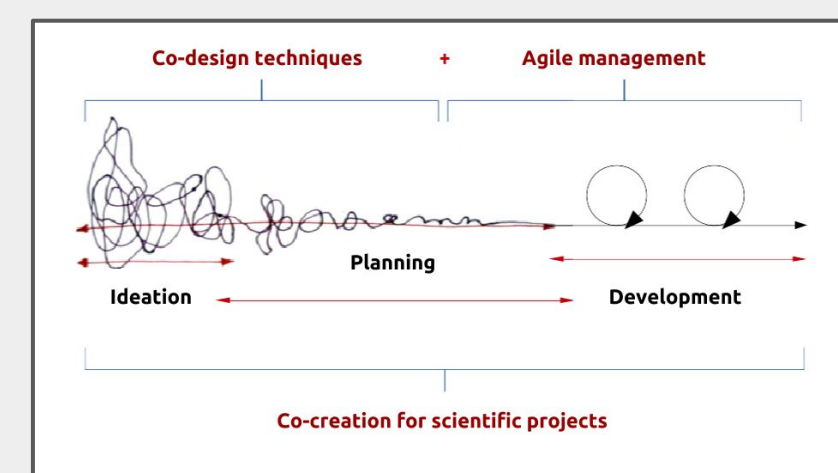 Co-design techniques + Agile management
Planning
Ideation Development
Co-creation for scientific projects